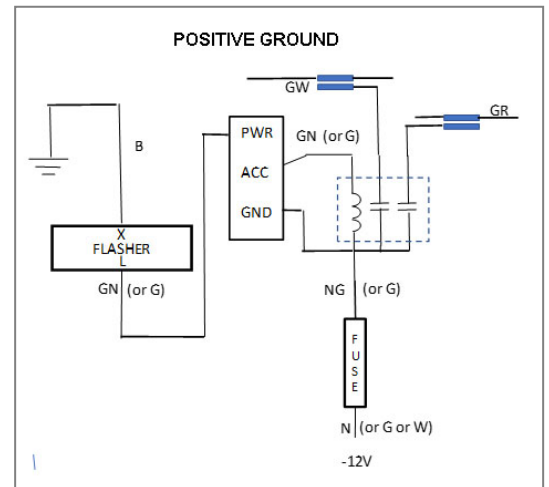 POSITIVE GROUND
GW
GR
B
PWR
GN (or G)
ACC
GND
X
FLASHER
L
GN (or G)
NG (or G)
F
U
S
E
N (or G or W)
-12V